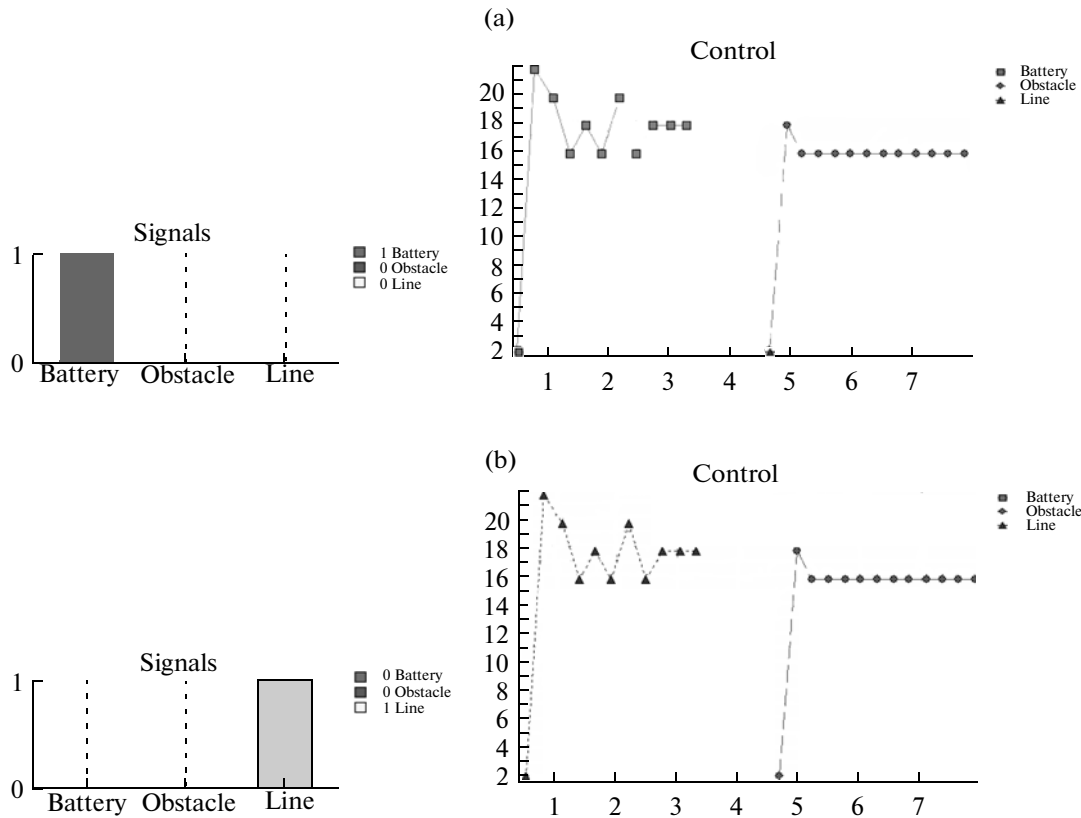 (a)
Control
20
18
16
14
12
10
8
6
4
2
1 2 3 4 5 6 7
Battery
Obstacle
Line
Signals
1
0
Battery Obstacle Line
1 Battery
0 Obstacle
0 Line
(b)
Control
20
18
16
14
12
10
8
6
4
2
1 2 3 4 5 6 7
Battery
Obstacle
Line
Signals
1
0
Battery Obstacle Line
0 Battery
0 Obstacle
1 Line